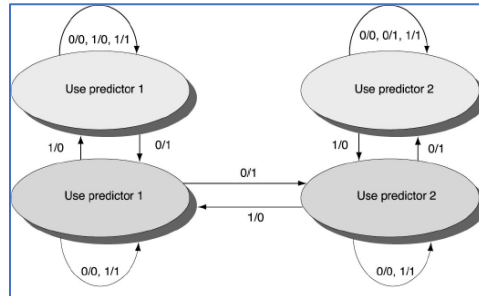 0/0, 1/0, 1/1
0/0, 0/1, 1/1
Use predictor 1
Use predictor 2
1/0
0/1
1/0
0/1
Use predictor 1
0/1
Use predictor 2
1/0
0/0, 1/1
0/0, 1/1